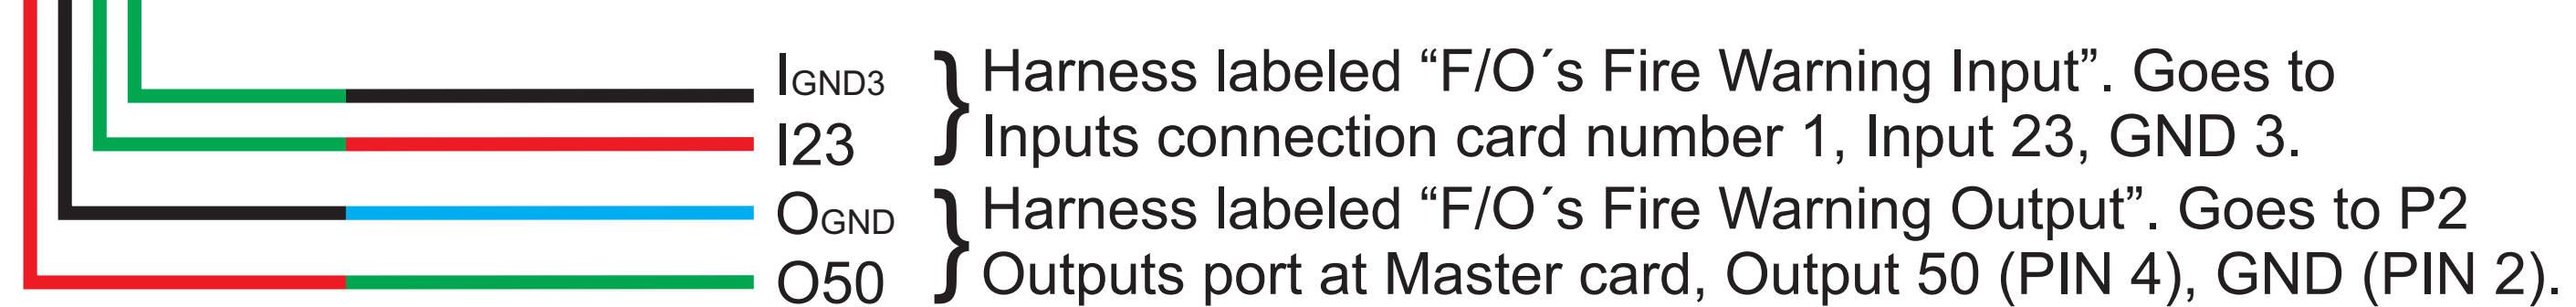 IGND3 } Harness labeled “F/O´s Fire Warning Input”. Goes to
I23 Inputs connection card number 1, Input 23, GND 3.
OGND } Harness labeled “F/O´s Fire Warning Output”. Goes to P2
O50 Outputs port at Master card, Output 50 (PIN 4), GND (PIN 2).